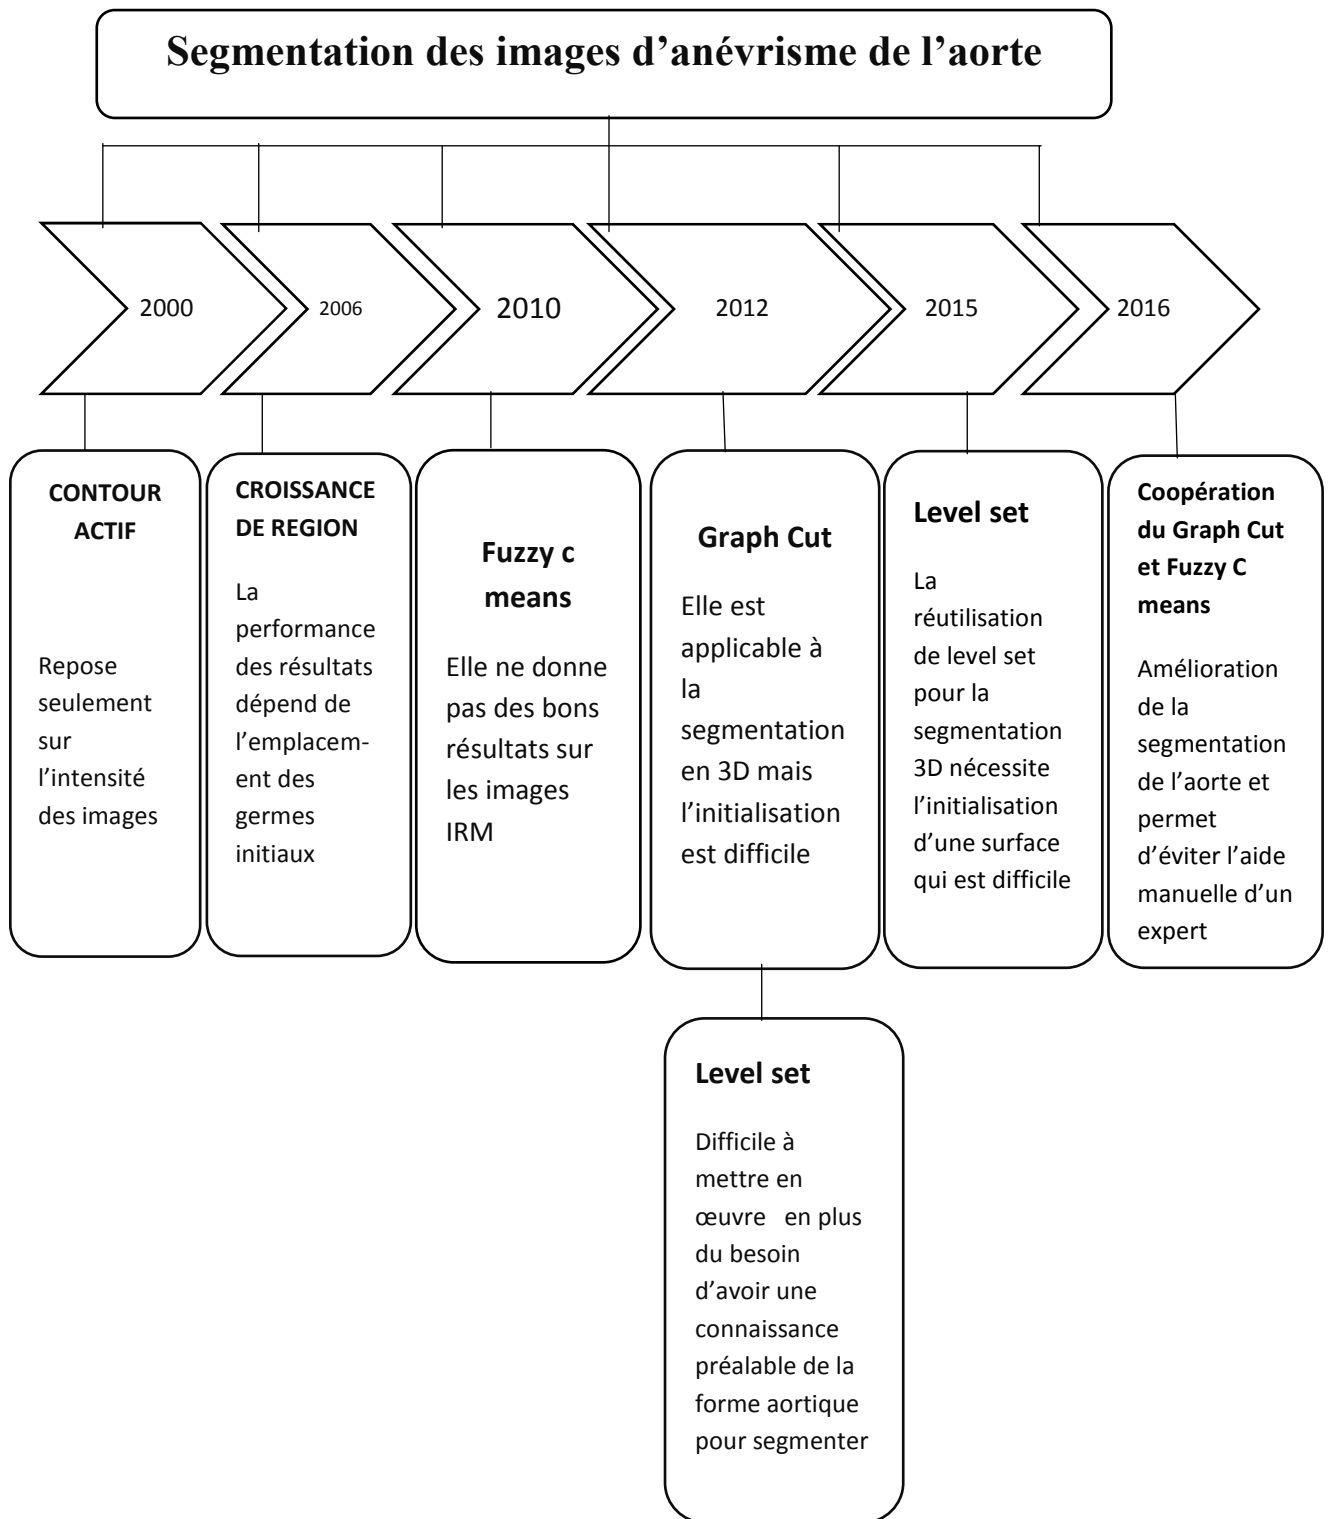 Segmentation des images d’anévrisme de l’aorte
2000
2006
2010
2012
2015
2016
CONTOUR
ACTIF
Repose
seulement
sur
l’intensité
des images
CROISSANCE
DE REGION
La
performance
des résultats
dépend de
l’emplacem-
ent des
germes
initiaux
Fuzzy c
means
Elle ne donne
pas des bons
résultats sur
les images
IRM
Graph Cut
Elle est
applicable à
la
segmentation
en 3D mais
l’initialisation
est difficile
Level set
La
réutilisation
de level set
pour la
segmentation
3D nécessite
l’initialisation
d’une surface
qui est difficile
Coopération
du Graph Cut
et Fuzzy C
means
Amélioration
de la
segmentation
de l’aorte et
permet
d’éviter l’aide
manuelle d’un
expert
Level set
Difficile à
mettre en
œuvre en plus
du besoin
d’avoir une
connaissance
préalable de la
forme aortique
pour segmenter